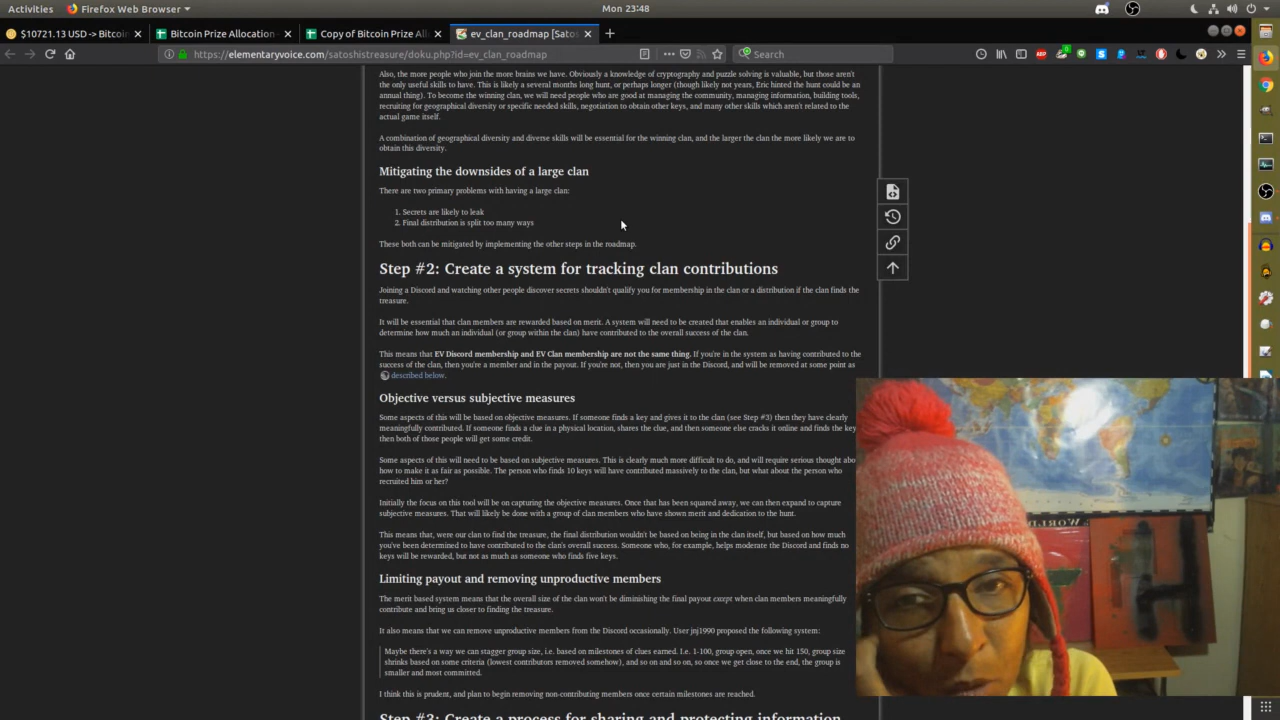 Activities
Firefox Web Browser
Mon 23:48
$10721.13 USD -> Bitcoi
Bitcoin Prize Allocation -
Copy of Bitcoin Prize All
ev_clan_roadmap [Satos
https://elementaryvoice.com/satoshistreasure/doku.php?id=ev_clan_roadmap
Search
Also, the more people who join the more brains we have. Obviously a knowledge of cryptography and puzzle solving is valuable, but those aren't
the only useful skills to have. This is likely a several months long hunt, or perhaps longer (though likely not years, Eric hinted the hunt could be an
annual thing). To become the winning clan, we will need people who are good at managing the community, managing information, building tools,
recruiting for geographical diversity or specific needed skills, negotiation to obtain other keys, and many other skills which aren't related to the
actual game itself.
A combination of geographical diversity and diverse skills will be essential for the winning clan, and the larger the clan the more likely we are to
obtain this diversity.
Mitigating the downsides of a large clan
There are two primary problems with having a large clan:
1. Secrets are likely to leak
2. Final distribution is split too many ways
These both can be mitigated by implementing the other steps in the roadmap.
Step #2: Create a system for tracking clan contributions
Joining a Discord and watching other people discover secrets shouldn't qualify you for membership in the clan or a distribution if the clan finds the
treasure.
It will be essential that clan members are rewarded based on merit. A system will need to be created that enables an individual or group to
determine how much an individual (or group within the clan) have contributed to the overall success of the clan.
This means that EV Discord membership and EV Clan membership are not the same thing. If you're in the system as having contributed to the
success of the clan, then you're a member and in the payout. If you're not, then you are just in the Discord, and will be removed at some point as
described below.
Objective versus subjective measures
Some aspects of this will be based on objective measures. If someone finds a key and gives it to the clan (see Step #3) then they have clearly
meaningfully contributed. If someone finds a clue in a physical location, shares the clue, and then someone else cracks it online and finds the key
then both of those people will get some credit.
Some aspects of this will need to be based on subjective measures. This is clearly much more difficult to do, and will require serious thought abo
how to make it as fair as possible. The person who finds 10 keys will have contributed massively to the clan, but what about the person who
recruited him or her?
Initially the focus on this tool will be on capturing the objective measures. Once that has been squared away, we can then expand to capture
subjective measures. That will likely be done with a group of clan members who have shown merit and dedication to the hunt.
This means that, were our clan to find the treasure, the final distribution wouldn't be based on being in the clan itself, but based on how much
you've been determined to have contributed to the clan's overall success. Someone who, for example, helps moderate the Discord and finds no
keys will be rewarded, but not as much as someone who finds five keys.
Limiting payout and removing unproductive members
The merit based system means that the overall size of the clan won't be diminishing the final payout except when clan members meaningfully
contribute and bring us closer to finding the treasure.
It also means that we can remove unproductive members from the Discord occasionally. User jnj1990 proposed the following system:
Maybe there's a way we can stagger group size, i.e. based on milestones of clues earned. I.e. 1-100, group open, once we hit 150, group size
shrinks based on some criteria (lowest contributors removed somehow), and so on and so on, so once we get close to the end, the group is
smaller and most committed.
I think this is prudent, and plan to begin removing non-contributing members once certain milestones are reached.
Step #3: Create a process for sharing and protecting information